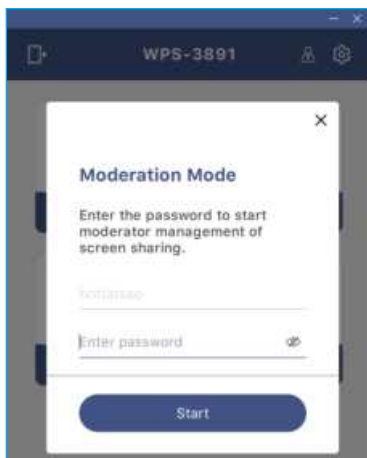 WPS-3891
Moderation Mode
Enter the password to start
moderator management of
screen sharing.
Enter password
Start